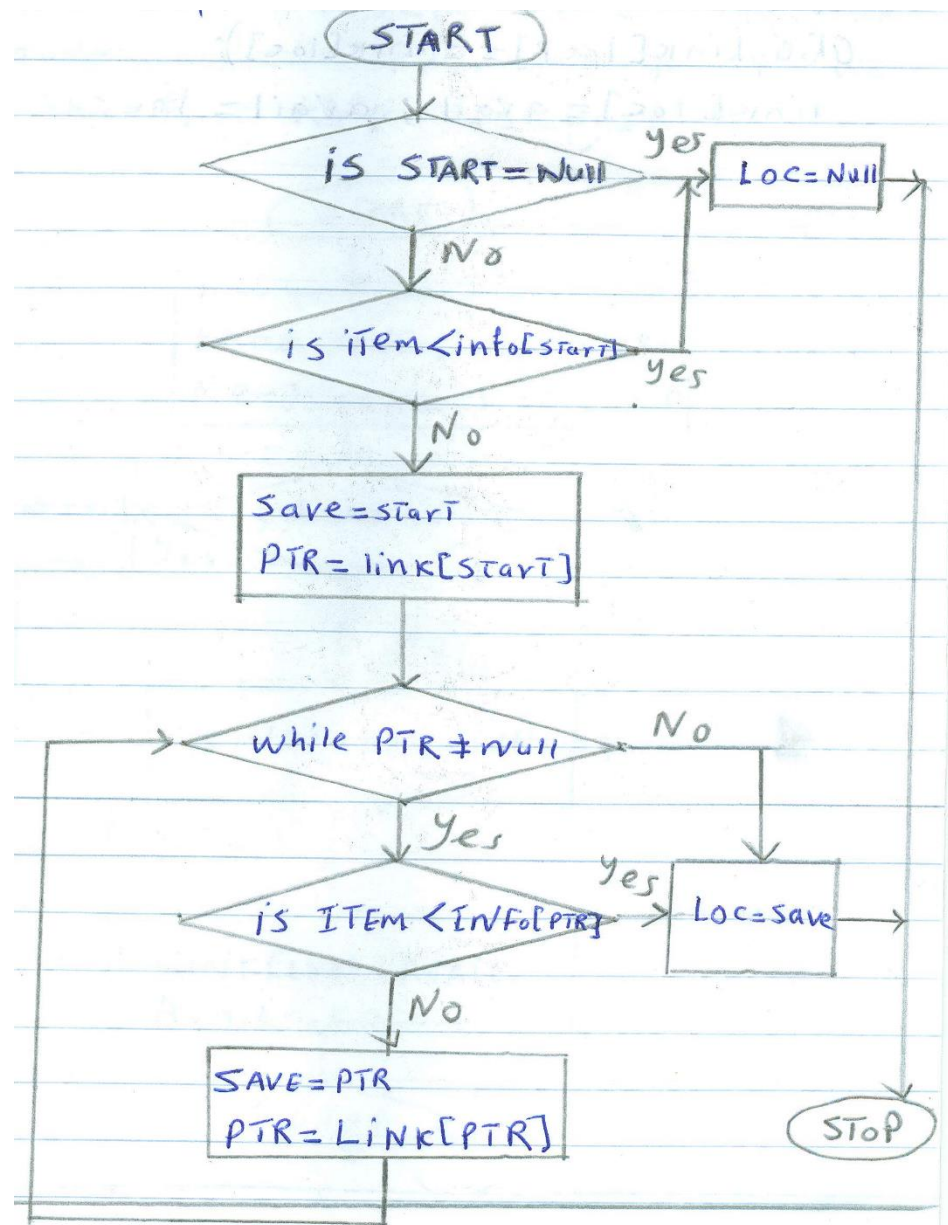 START
is START = Null
yes
LOC = Null
No
is iTem < info[STarT]
yes
No
Save = STarT
PTR = link[STarT]
while PTR ≠ Null
No
Yes
is ITEM < INFO[PTR]
yes
LOC = Save
No
SAVE = PTR
PTR = LiNK[PTR]
SToP